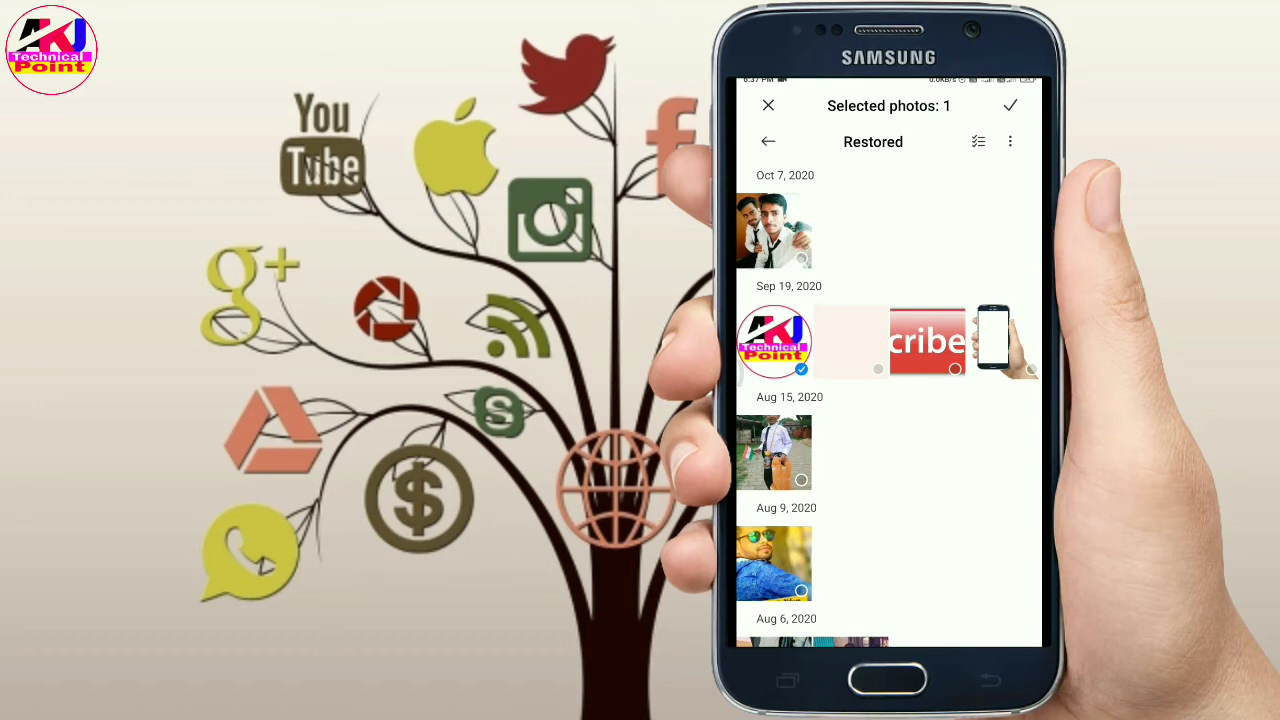 AKJ
Technical
Point
You
Tube
g+
f
$
SAMSUNG
Selected photos: 1
Restored
Oct 7, 2020
Sep 19, 2020
AKJ
Technical
Point
cribe
Aug 15, 2020
Aug 9, 2020
Aug 6, 2020